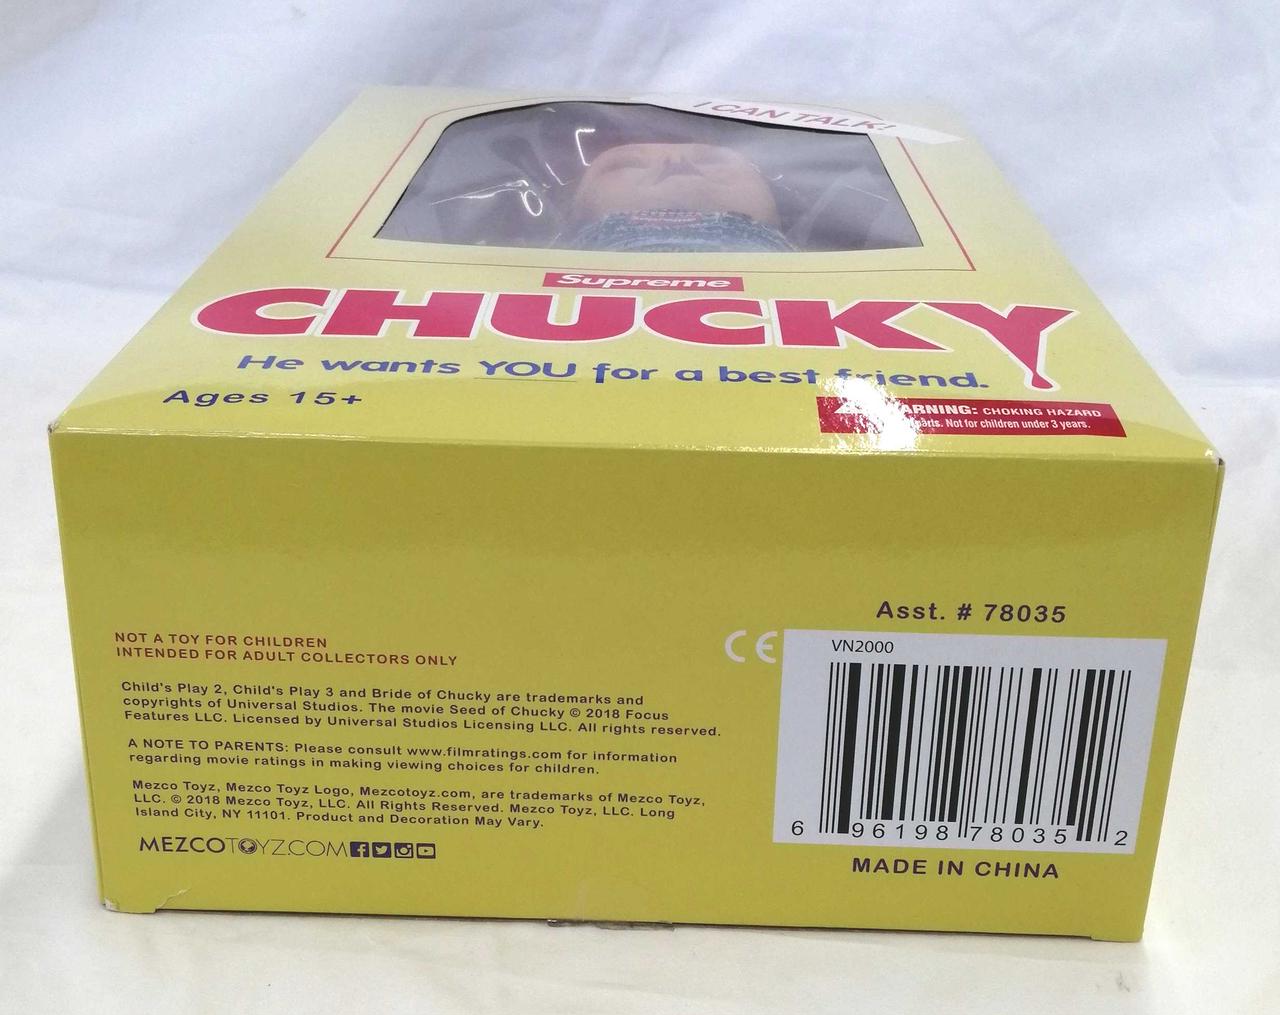 I CAN TALK!
Supreme
Supreme
CHUCKY
He wants YOU for a best friend.
Ages 15+
WARNING: CHOKING HAZARD
parts. Not for children under 3 years.
Asst. # 78035
NOT A TOY FOR CHILDREN
INTENDED FOR ADULT COLLECTORS ONLY
CE
VN2000
Child's Play 2, Child's Play 3 and Bride of Chucky are trademarks and
copyrights of Universal Studios. The movie Seed of Chucky © 2018 Focus
Features LLC. Licensed by Universal Studios Licensing LLC. All rights reserved.
A NOTE TO PARENTS: Please consult www.filmratings.com for information
regarding movie ratings in making viewing choices for children.
Mezco Toyz, Mezco Toyz Logo, Mezcotoyz.com, are trademarks of Mezco Toyz,
LLC. © 2018 Mezco Toyz, LLC. All Rights Reserved. Mezco Toyz, LLC. Long
Island City, NY 11101. Product and Decoration May Vary.
MEZCOTOYZ.COM
6 96198 78035 2
MADE IN CHINA